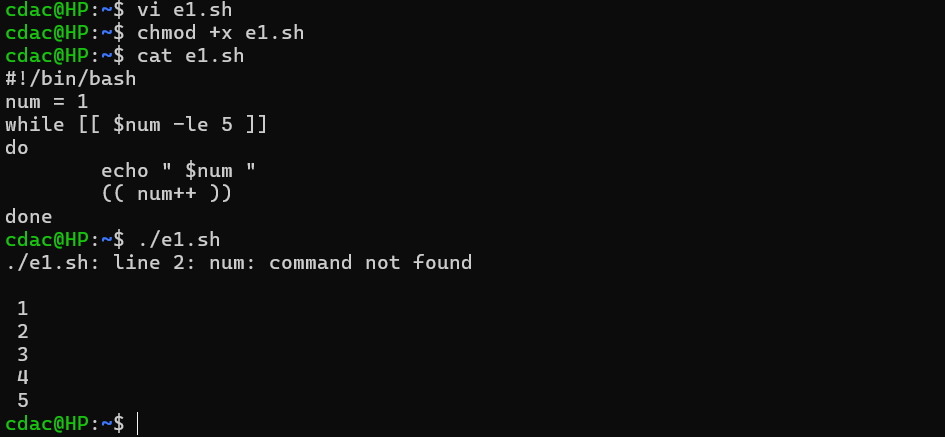 cdac@HP:~$ vi e1.sh
cdac@HP:~$ chmod +x e1.sh
cdac@HP:~$ cat e1.sh
#!/bin/bash
num = 1
while [[ $num -le 5 ]]
do
        echo " $num "
        (( num++ ))
done
cdac@HP:~$ ./e1.sh
./e1.sh: line 2: num: command not found

 1
 2
 3
 4
 5
cdac@HP:~$